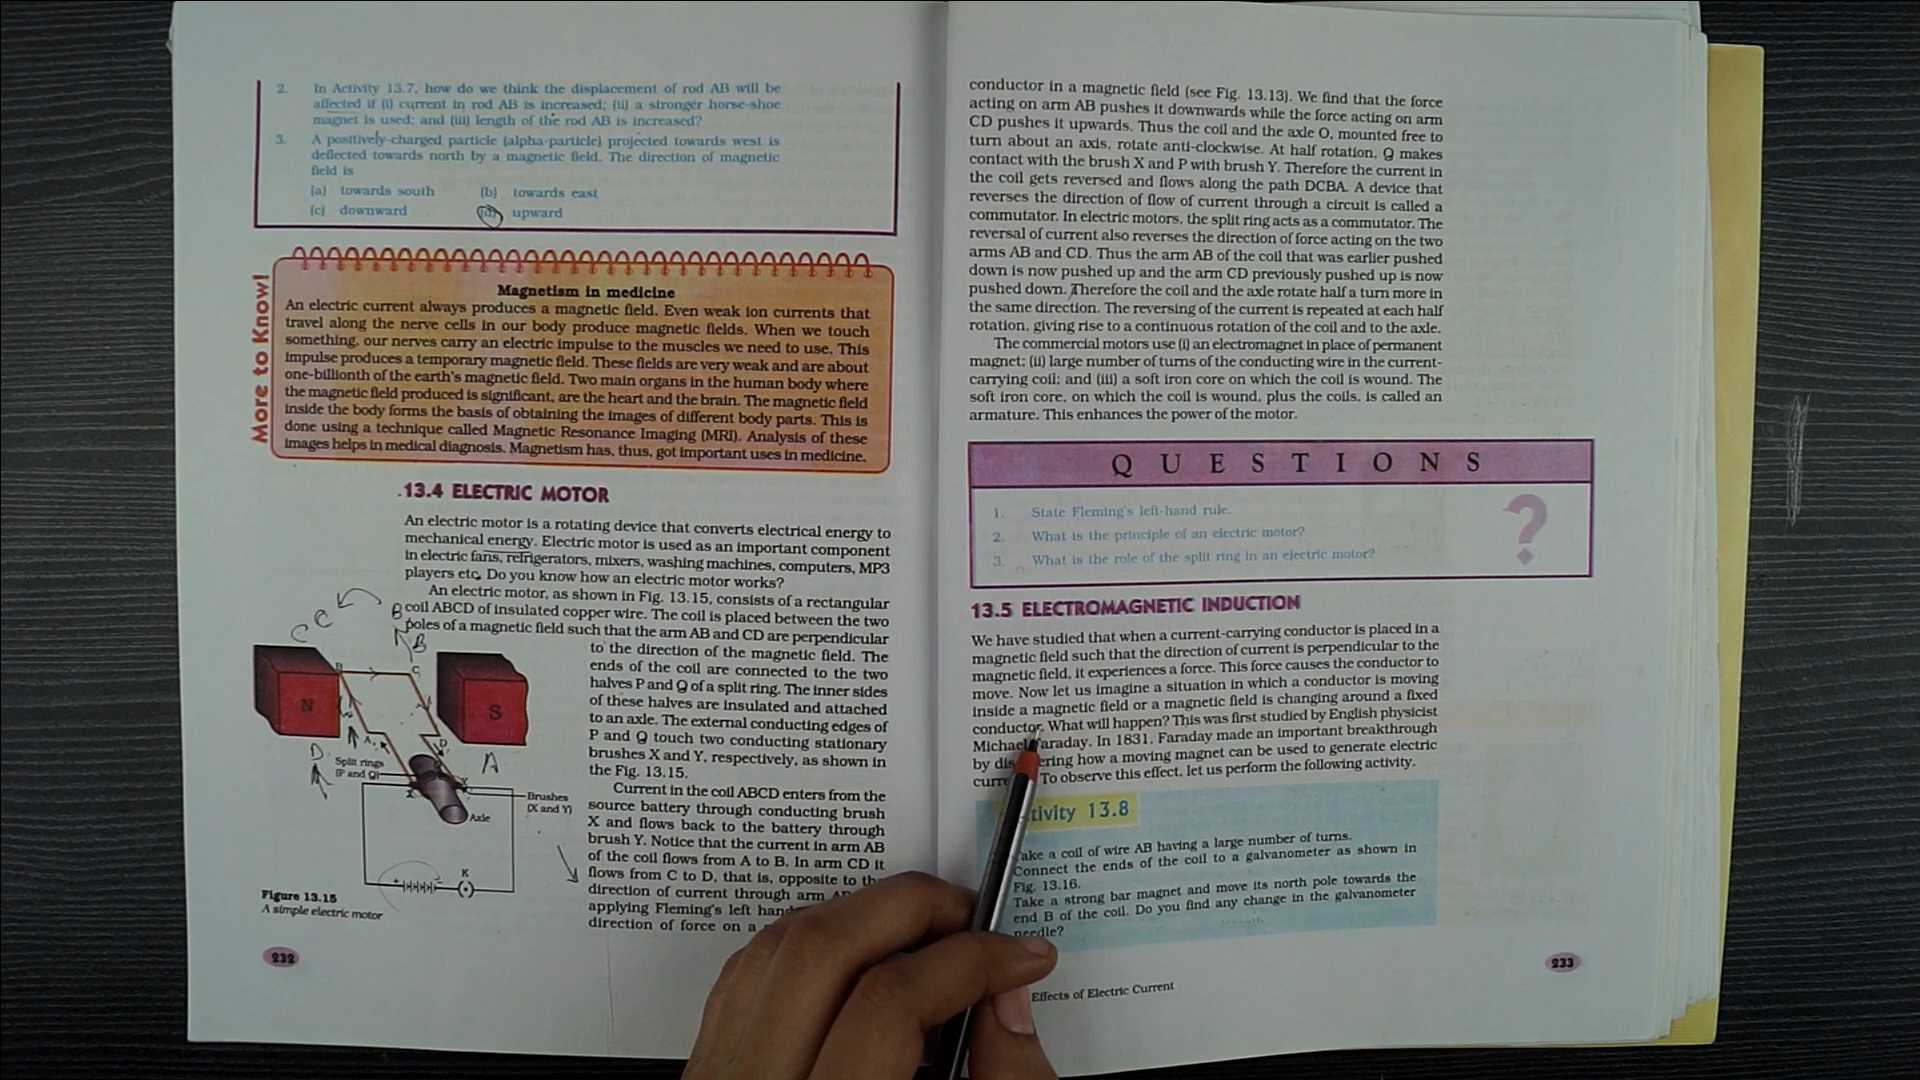 2. In Activity 13.7, how do we think the displacement of rod AB will be
affected if (i) current in rod AB is increased; (ii) a stronger horse-shoe
magnet is used; and (iii) length of the rod AB is increased?
3. A positively-charged particle (alpha-particle) projected towards west is
deflected towards north by a magnetic field. The direction of magnetic
field is
(a) towards south (b) towards east
(c) downward (d) upward
More to Know!
Magnetism in medicine
An electric current always produces a magnetic field. Even weak ion currents that
travel along the nerve cells in our body produce magnetic fields. When we touch
something, our nerves carry an electric impulse to the muscles we need to use. This
impulse produces a temporary magnetic field. These fields are very weak and are about
one-billionth of the earth's magnetic field. Two main organs in the human body where
the magnetic field produced is significant, are the heart and the brain. The magnetic field
inside the body forms the basis of obtaining the images of different body parts. This is
done using a technique called Magnetic Resonance Imaging (MRI). Analysis of these
images helps in medical diagnosis. Magnetism has, thus, got important uses in medicine.
13.4 ELECTRIC MOTOR
An electric motor is a rotating device that converts electrical energy to
mechanical energy. Electric motor is used as an important component
in electric fans, refrigerators, mixers, washing machines, computers, MP3
players etc. Do you know how an electric motor works?
An electric motor, as shown in Fig. 13.15, consists of a rectangular
coil ABCD of insulated copper wire. The coil is placed between the two
poles of a magnetic field such that the arm AB and CD are perpendicular
to the direction of the magnetic field. The
ends of the coil are connected to the two
halves P and Q of a split ring. The inner sides
of these halves are insulated and attached
to an axle. The external conducting edges of
P and Q touch two conducting stationary
brushes X and Y, respectively, as shown in
the Fig. 13.15.
Current in the coil ABCD enters from the
source battery through conducting brush
X and flows back to the battery through
brush Y. Notice that the current in arm AB
of the coil flows from A to B. In arm CD it
flows from C to D, that is, opposite to the
direction of current through arm
applying Fleming's left hand
direction of force on a
C C B
B
B C
N S
A D
D A
Split rings
(P and Q)
X Y
Brushes
(X and Y)
Axle
K
Figure 13.15
A simple electric motor
232
conductor in a magnetic field (see Fig. 13.13). We find that the force
acting on arm AB pushes it downwards while the force acting on arm
CD pushes it upwards. Thus the coil and the axle O, mounted free to
turn about an axis, rotate anti-clockwise. At half rotation, Q makes
contact with the brush X and P with brush Y. Therefore the current in
the coil gets reversed and flows along the path DCBA. A device that
reverses the direction of flow of current through a circuit is called a
commutator. In electric motors, the split ring acts as a commutator. The
reversal of current also reverses the direction of force acting on the two
arms AB and CD. Thus the arm AB of the coil that was earlier pushed
down is now pushed up and the arm CD previously pushed up is now
pushed down. Therefore the coil and the axle rotate half a turn more in
the same direction. The reversing of the current is repeated at each half
rotation, giving rise to a continuous rotation of the coil and to the axle.
The commercial motors use (i) an electromagnet in place of permanent
magnet; (ii) large number of turns of the conducting wire in the current-
carrying coil; and (iii) a soft iron core on which the coil is wound. The
soft iron core, on which the coil is wound, plus the coils, is called an
armature. This enhances the power of the motor.
QUESTIONS
?
1. State Fleming's left-hand rule.
2. What is the principle of an electric motor?
3. What is the role of the split ring in an electric motor?
13.5 ELECTROMAGNETIC INDUCTION
We have studied that when a current-carrying conductor is placed in a
magnetic field such that the direction of current is perpendicular to the
magnetic field, it experiences a force. This force causes the conductor to
move. Now let us imagine a situation in which a conductor is moving
inside a magnetic field or a magnetic field is changing around a fixed
conductor. What will happen? This was first studied by English physicist
Michael Faraday. In 1831, Faraday made an important breakthrough
by discovering how a moving magnet can be used to generate electric
To observe this effect, let us perform the following activity.
Activity 13.8
Take a coil of wire AB having a large number of turns.
Connect the ends of the coil to a galvanometer as shown in
Fig. 13.16.
Take a strong bar magnet and move its north pole towards the
end B of the coil. Do you find any change in the galvanometer
needle?
Effects of Electric Current
233